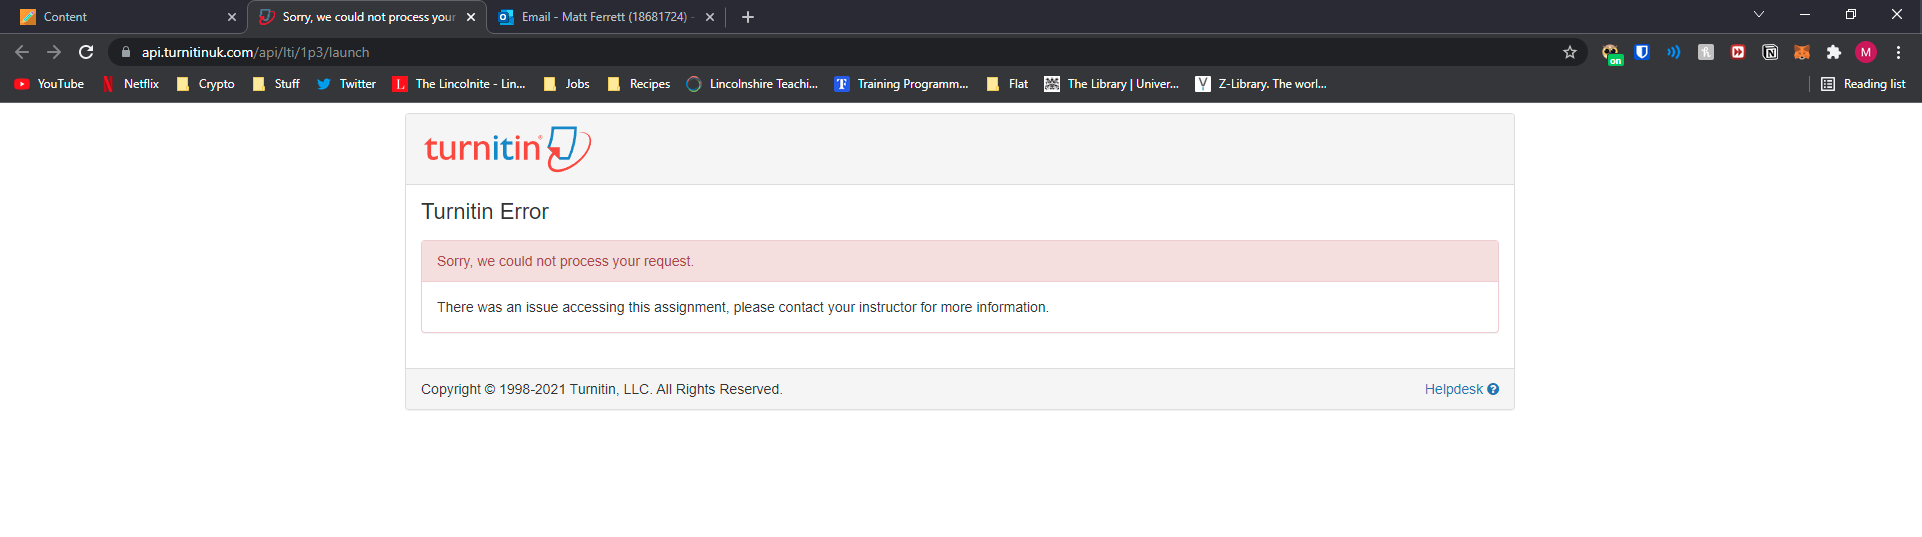 Content
Sorry, we could not process your
Email - Matt Ferrett (18681724) -
api.turnitinuk.com/api/lti/1p3/launch
on
M
YouTube
Netflix
Crypto
Stuff
Twitter
L The Lincolnite - Lin...
Jobs
Recipes
Lincolnshire Teachi...
T Training Programm...
Flat
The Library | Univer...
Z-Library. The worl...
Reading list
turnitin
Turnitin Error
Sorry, we could not process your request.
There was an issue accessing this assignment, please contact your instructor for more information.
Copyright © 1998-2021 Turnitin, LLC. All Rights Reserved.
Helpdesk